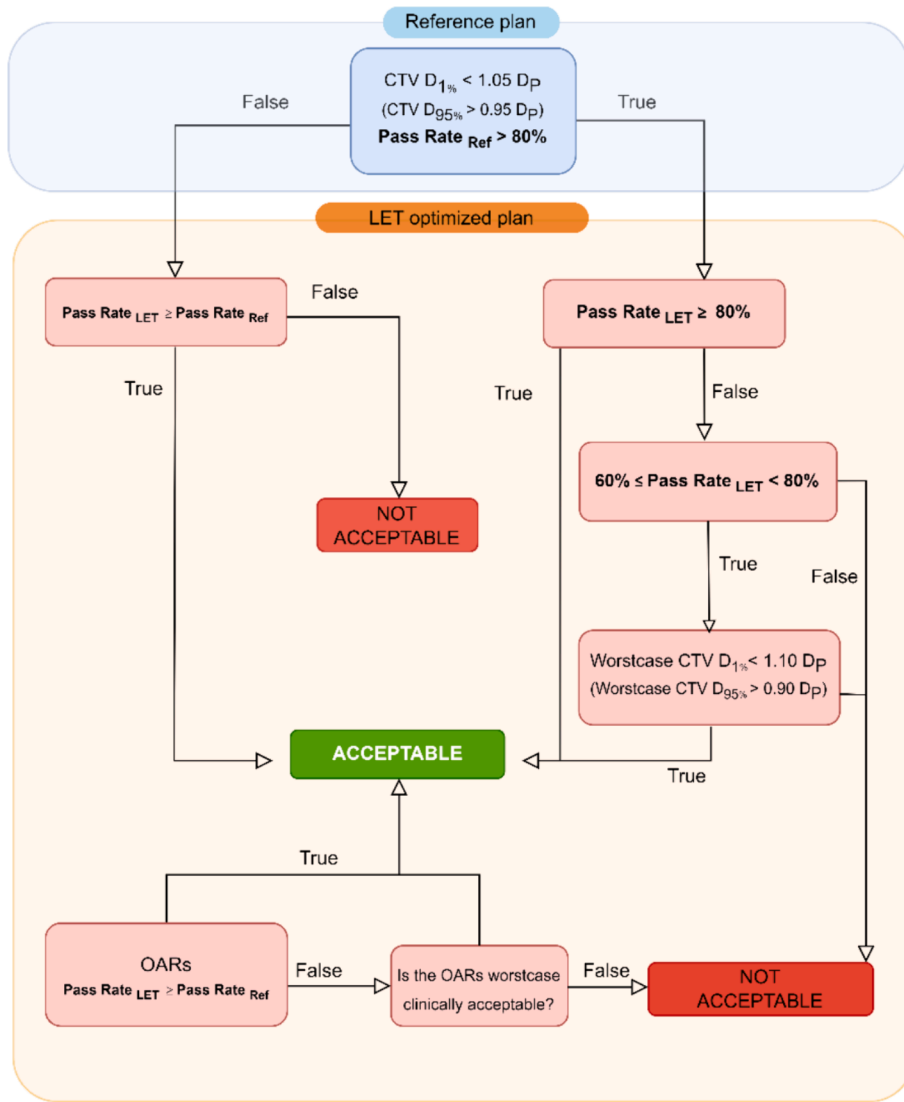 Reference plan
CTV D1% < 1.05 DP
(CTV D95% > 0.95 DP)
Pass Rate Ref > 80%
False
True
LET optimized plan
Pass Rate LET ≥ Pass Rate Ref
False
True
Pass Rate LET ≥ 80%
True
False
60% ≤ Pass Rate LET < 80%
NOT
ACCEPTABLE
True
False
Worstcase CTV D1% < 1.10 DP
(Worstcase CTV D95% > 0.90 DP)
ACCEPTABLE
True
True
OARs
Pass Rate LET ≥ Pass Rate Ref
False
Is the OARs worstcase
clinically acceptable?
False
NOT
ACCEPTABLE